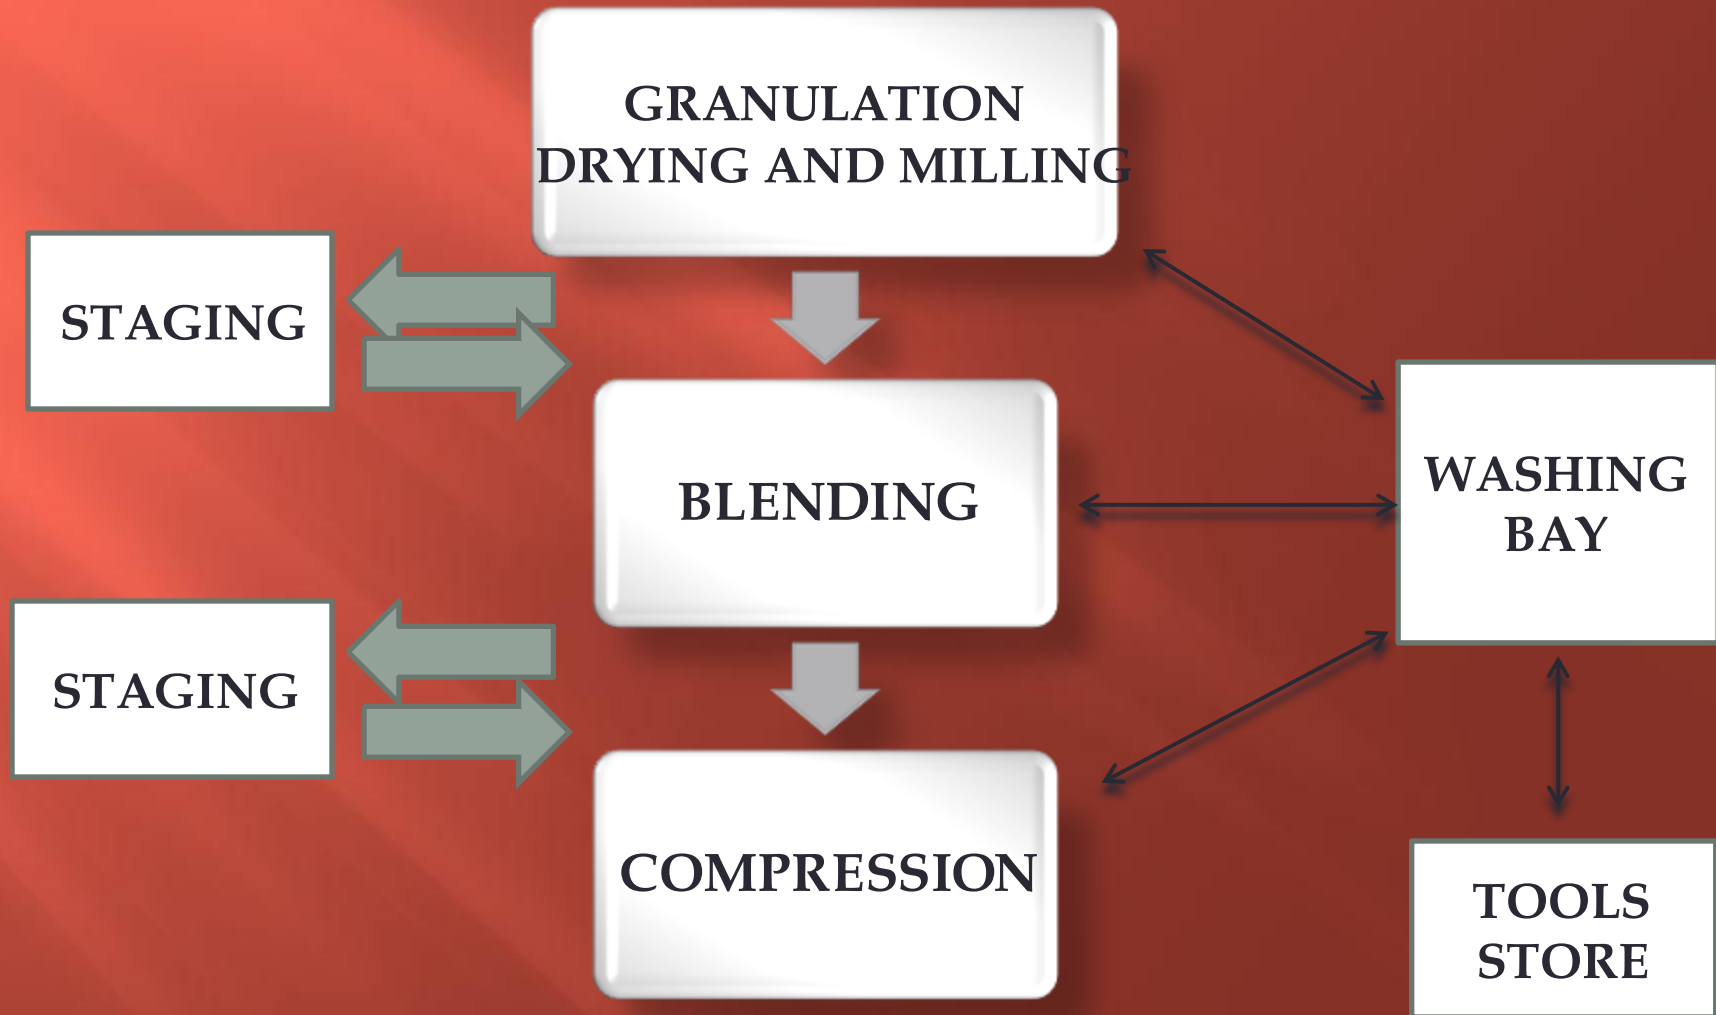 GRANULATION
DRYING AND MILLING
STAGING
BLENDING
WASHING
BAY
STAGING
COMPRESSION
TOOLS
STORE